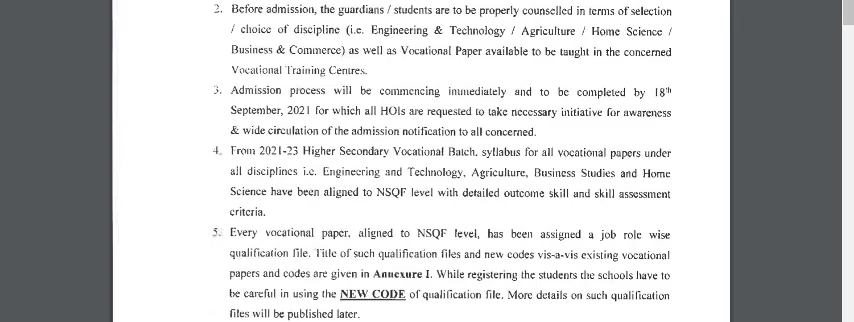 2. Before admission, the guardians / students are to be properly counselled in terms of selection
/ choice of discipline (i.e. Engineering & Technology / Agriculture / Home Science /
Business & Commerce) as well as Vocational Paper available to be taught in the concerned
Vocational Training Centres.
3. Admission process will be commencing immediately and to be completed by 18th
September, 2021 for which all HOIs are requested to take necessary initiative for awareness
& wide circulation of the admission notification to all concerned.
4. From 2021-23 Higher Secondary Vocational Batch, syllabus for all vocational papers under
all disciplines i.e. Engineering and Technology, Agriculture, Business Studies and Home
Science have been aligned to NSQF level with detailed outcome skill and skill assessment
criteria.
5. Every vocational paper, aligned to NSQF level, has been assigned a job role wise
qualification file. Title of such qualification files and new codes vis-a-vis existing vocational
papers and codes are given in Annexure I. While registering the students the schools have to
be careful in using the NEW CODE of qualification file. More details on such qualification
files will be published later.